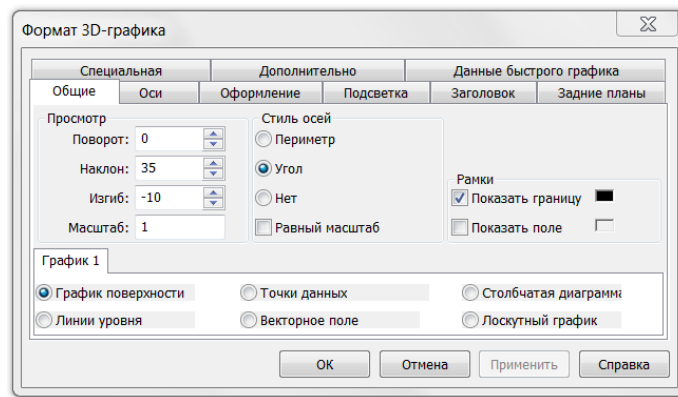 Формат 3D-графика
Специальная Дополнительно Данные быстрого графика
Общие Оси Оформление Подсветка Заголовок Задние планы
Просмотр
Поворот: 0
Наклон: 35
Изгиб: -10
Масштаб: 1
Стиль осей
Периметр
Угол
Нет
Равный масштаб
Рамки
Показать границу
Показать поле
График 1
График поверхности Точки данных Столбчатая диаграмма
Линии уровня Векторное поле Лоскутный график
ОК Отмена Применить Справка